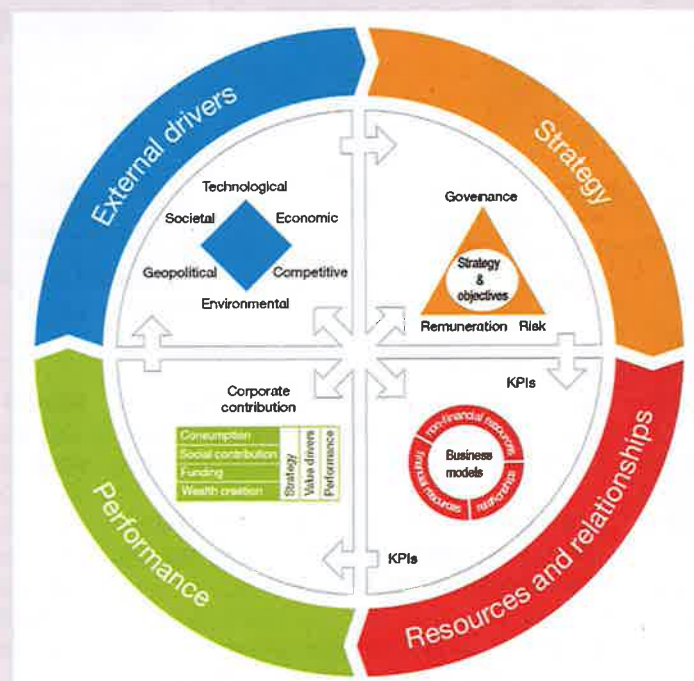 External drivers
Strategy
Technological
Societal
Economic
Geopolitical
Competitive
Environmental
Governance
Strategy
&
objectives
Remuneration
Risk
Corporate
contribution
Consumption
Social contribution
Funding
Wealth creation
Strategy
Value drivers
Performance
KPIs
non-financial resources
financial resources
relationships
Business
models
KPIs
Performance
Resources and relationships